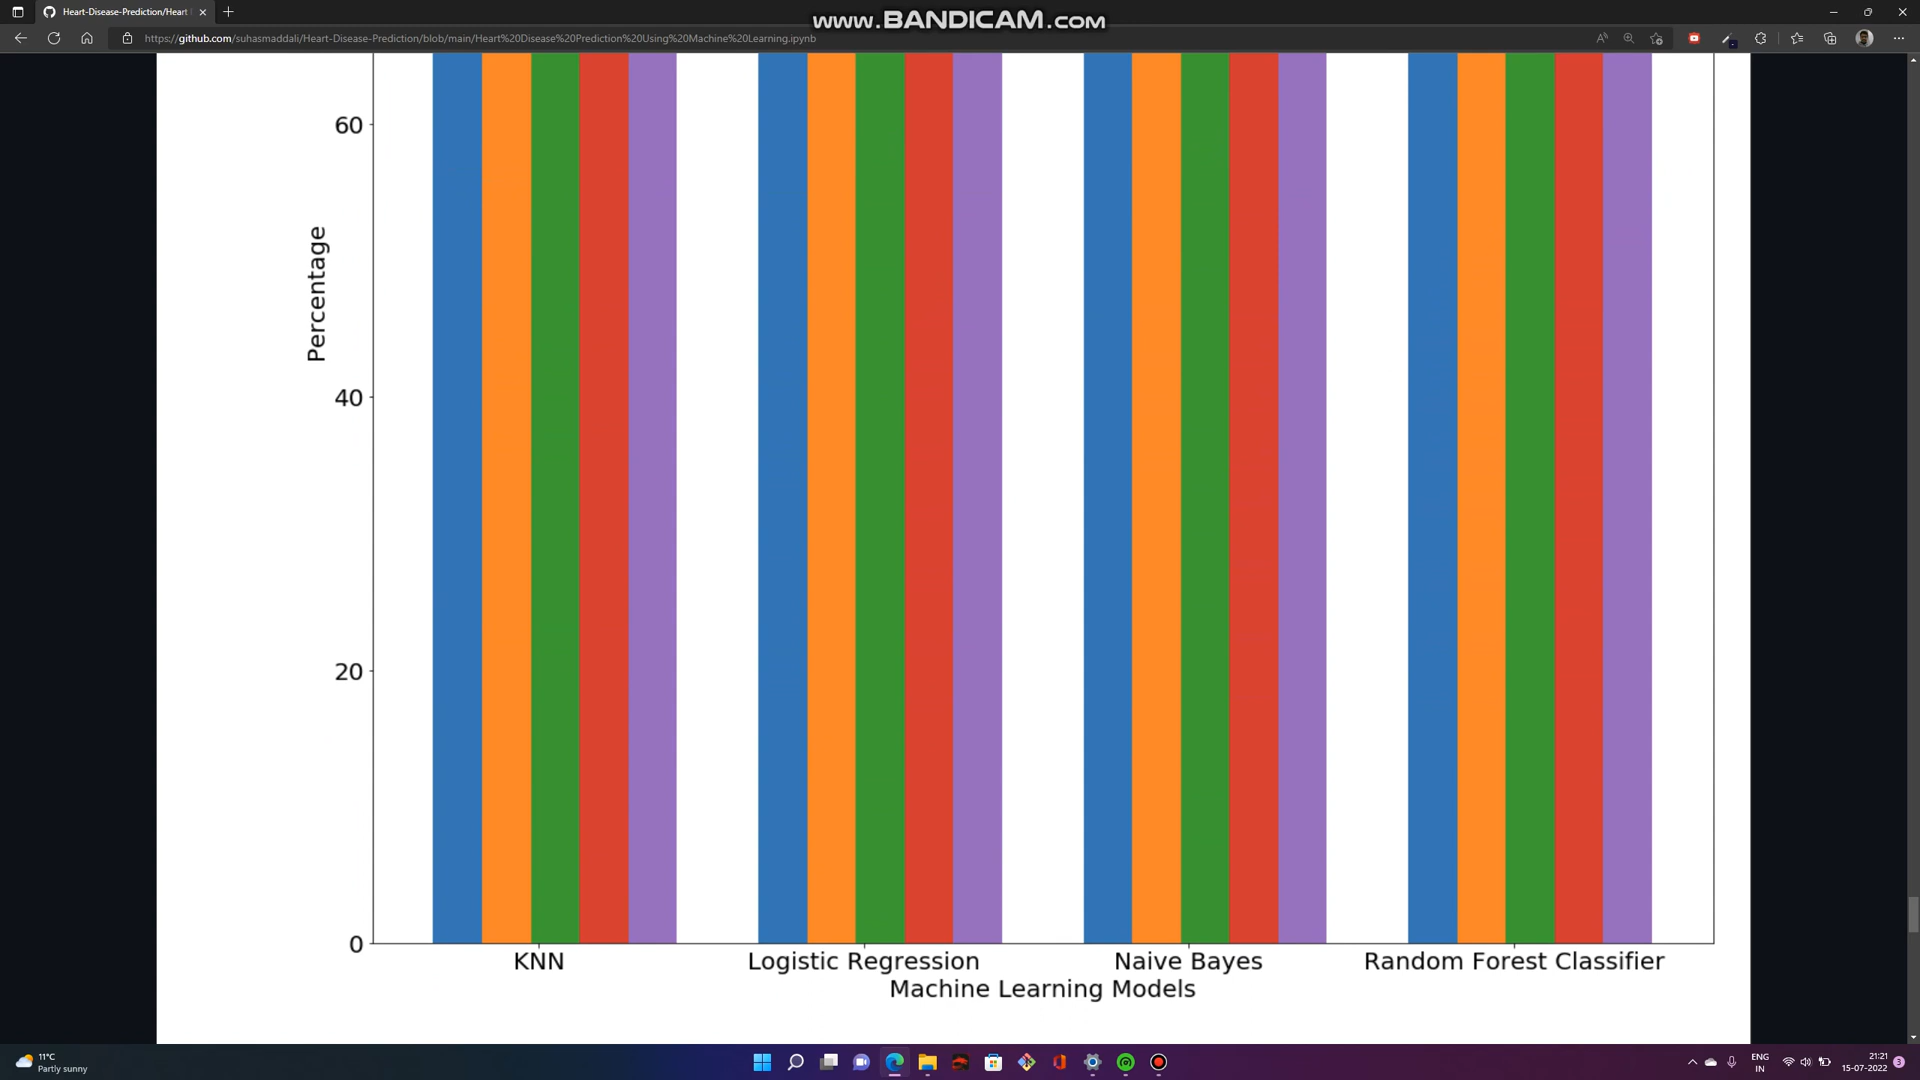 Heart-Disease-Prediction/Heart
www.BANDICAM.com
https://github.com/suhasmaddali/Heart-Disease-Prediction/blob/main/Heart%20Disease%20Prediction%20Using%20Machine%20Learning.ipynb
60
Percentage
40
20
0
KNN
Logistic Regression
Naive Bayes
Random Forest Classifier
Machine Learning Models
11°C
Partly sunny
ENG
IN
21:21
15-07-2022
3